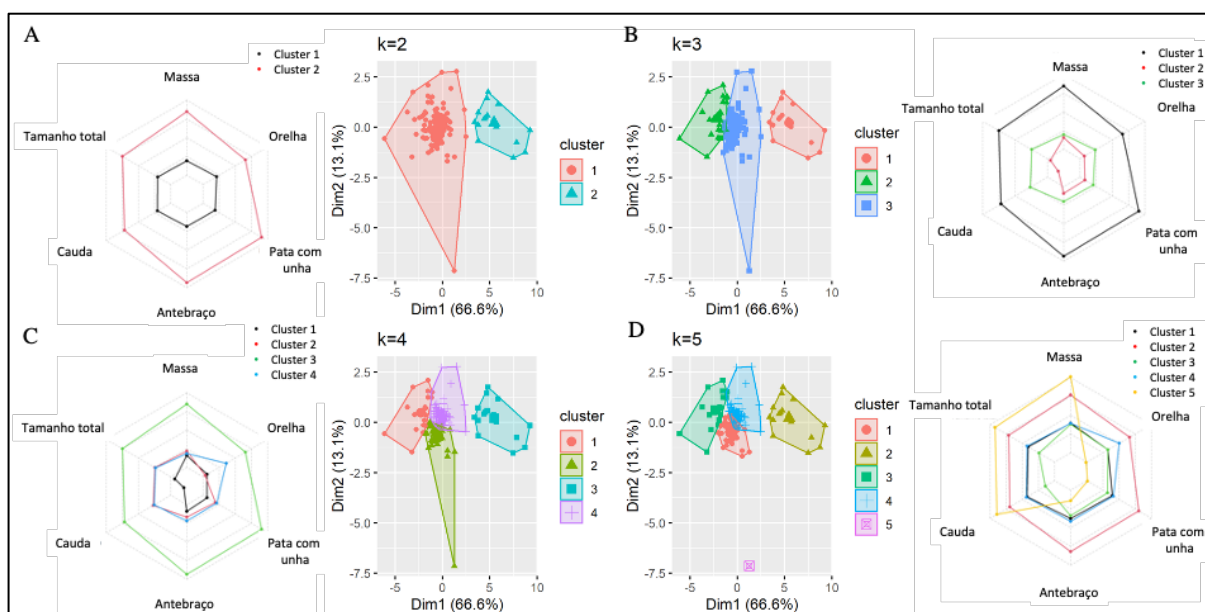 A
Cluster 1
Cluster 2
Massa
Orelha
Pata com
unha
Antebraço
Cauda
Tamanho total
k=2
2.5
0.0
-2.5
-5.0
-7.5
-5
0
5
10
Dim2 (13.1%)
Dim1 (66.6%)
cluster
1
2
B
k=3
2.5
0.0
-2.5
-5.0
-7.5
-5
0
5
10
Dim2 (13.1%)
Dim1 (66.6%)
cluster
1
2
3
Cluster 1
Cluster 2
Cluster 3
Massa
Orelha
Pata com
unha
Antebraço
Cauda
Tamanho total
C
Cluster 1
Cluster 2
Cluster 3
Cluster 4
Massa
Orelha
Pata com
unha
Antebraço
Cauda
Tamanho total
k=4
2.5
0.0
-2.5
-5.0
-7.5
-5
0
5
10
Dim2 (13.1%)
Dim1 (66.6%)
cluster
1
2
3
4
D
k=5
2.5
0.0
-2.5
-5.0
-7.5
-5
0
5
10
Dim2 (13.1%)
Dim1 (66.6%)
cluster
1
2
3
4
5
Cluster 1
Cluster 2
Cluster 3
Cluster 4
Cluster 5
Massa
Orelha
Pata com
unha
Antebraço
Cauda
Tamanho total